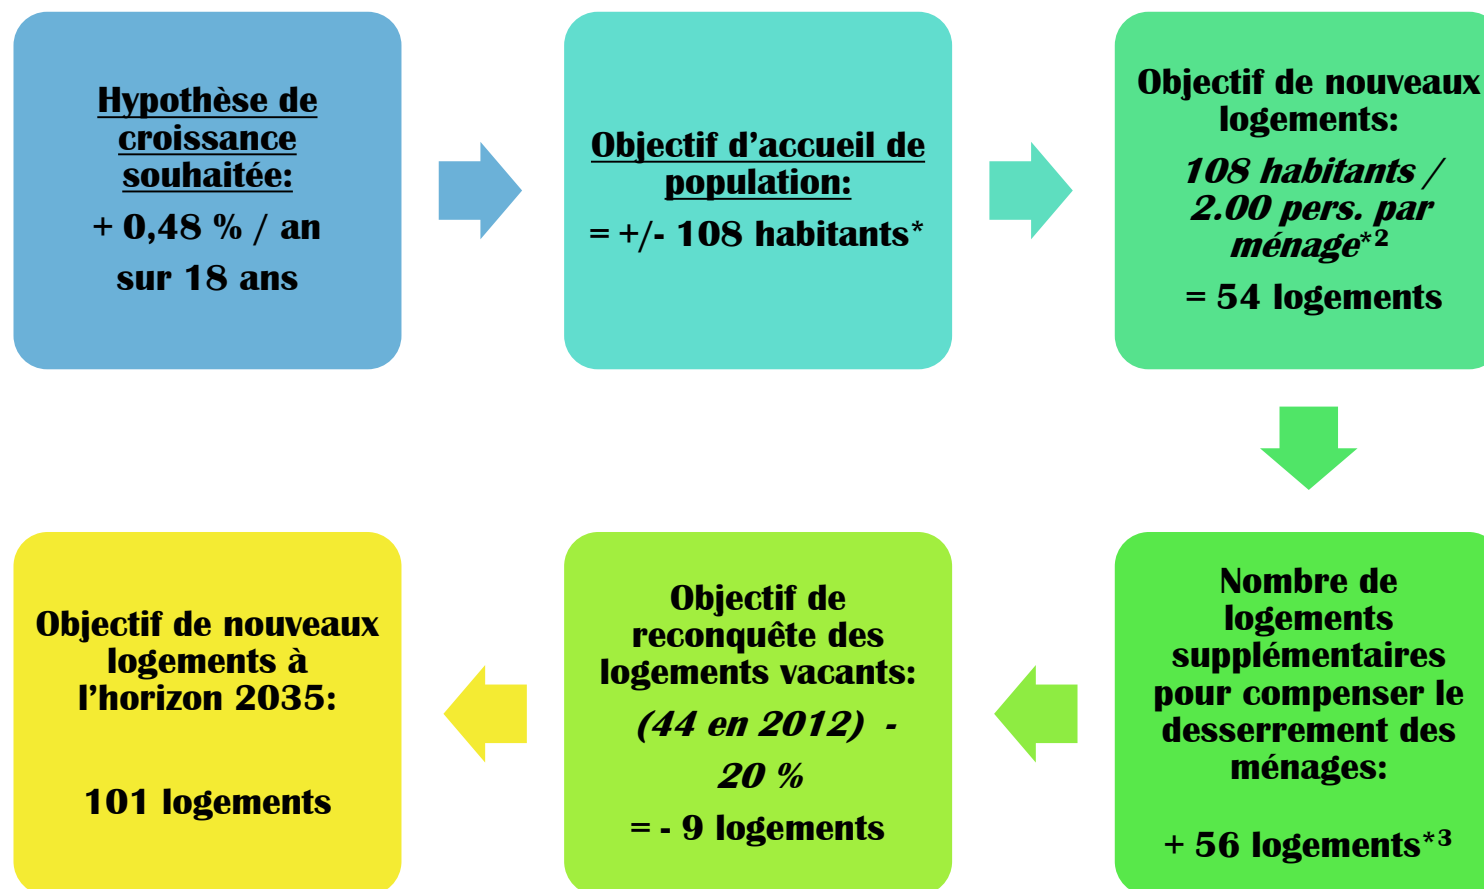 Hypothèse de
croissance
souhaitée:
+ 0,48 % / an
sur 18 ans
Objectif d'accueil de
population:
= +/- 108 habitants*
Objectif de nouveaux
logements:
108 habitants /
2.00 pers. par
ménage*²
= 54 logements
Nombre de
logements
supplémentaires
pour compenser le
desserrement des
ménages:
+ 56 logements*³
Objectif de
reconquête des
logements vacants:
(44 en 2012) -
20 %
= - 9 logements
Objectif de nouveaux
logements à
l'horizon 2035:
101 logements